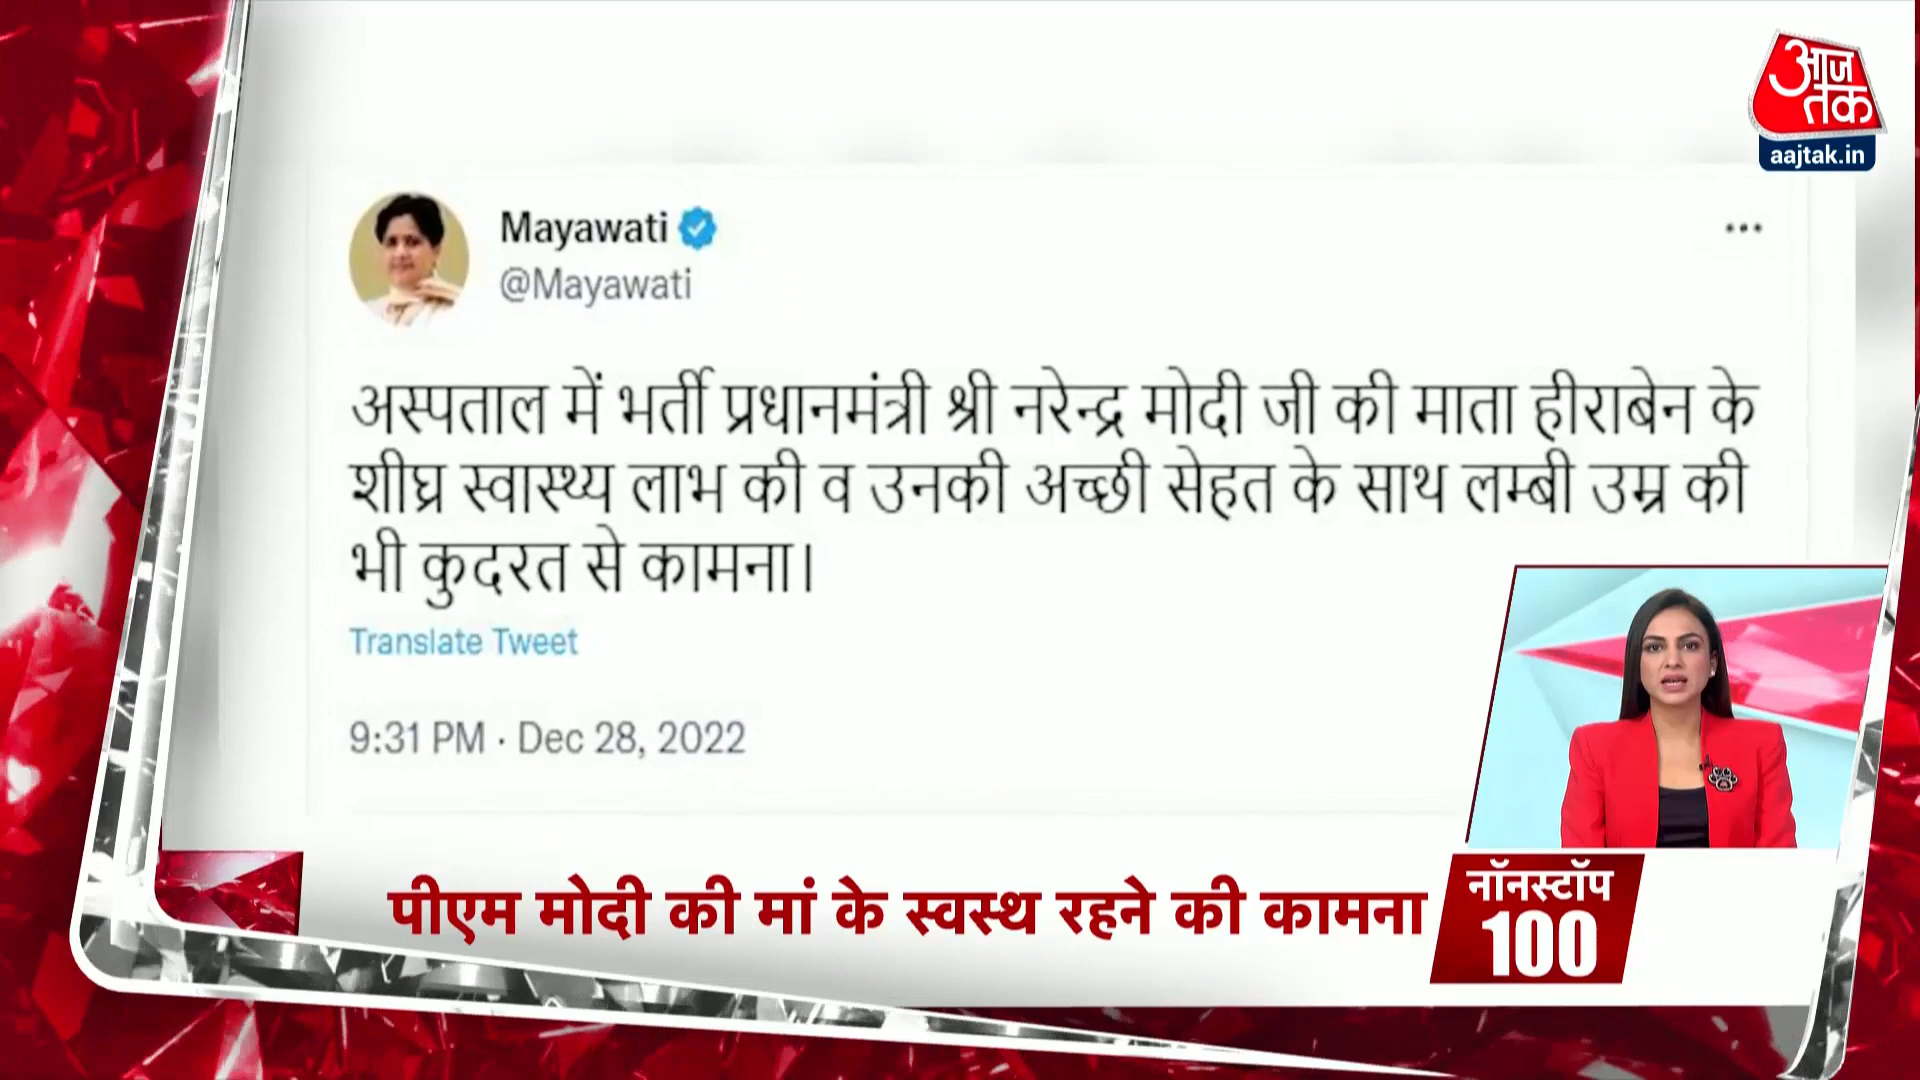 आज
तक
aajtak.in
Mayawati
@Mayawati
अस्पताल में भर्ती प्रधानमंत्री श्री नरेन्द्र मोदी जी की माता हीराबेन के
शीघ्र स्वास्थ्य लाभ की व उनकी अच्छी सेहत के साथ लम्बी उम्र की
भी कुदरत से कामना।
Translate Tweet
9:31 PM · Dec 28, 2022
पीएम मोदी की मां के स्वस्थ रहने की कामना
नॉनस्टॉप
100